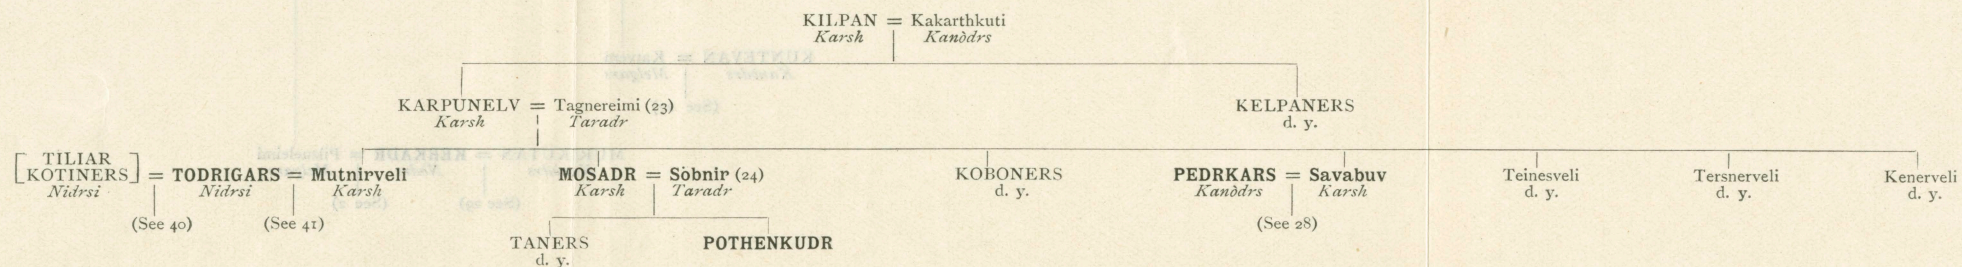 KILPAN = Kakarthkuti
Karsh Kanòdrs
KARPUNELV = Tagnereimi (23) KELPANERS
Karsh Taradr d. y.
[TILIAR
KOTINERS] = TODRIGARS = Mutnirveli MOSADR = Sòbnir (24) KOBONERS PEDRKARS = Savabuv Teinesveli Tersnerveli Kenerveli
Nidrsi Nidrsi Karsh Karsh Taradr d. y. Kanòdrs Karsh d. y. d. y. d. y.
(See 40) (See 41) (See 28)
TANERS POTHENKUDR
d. y.